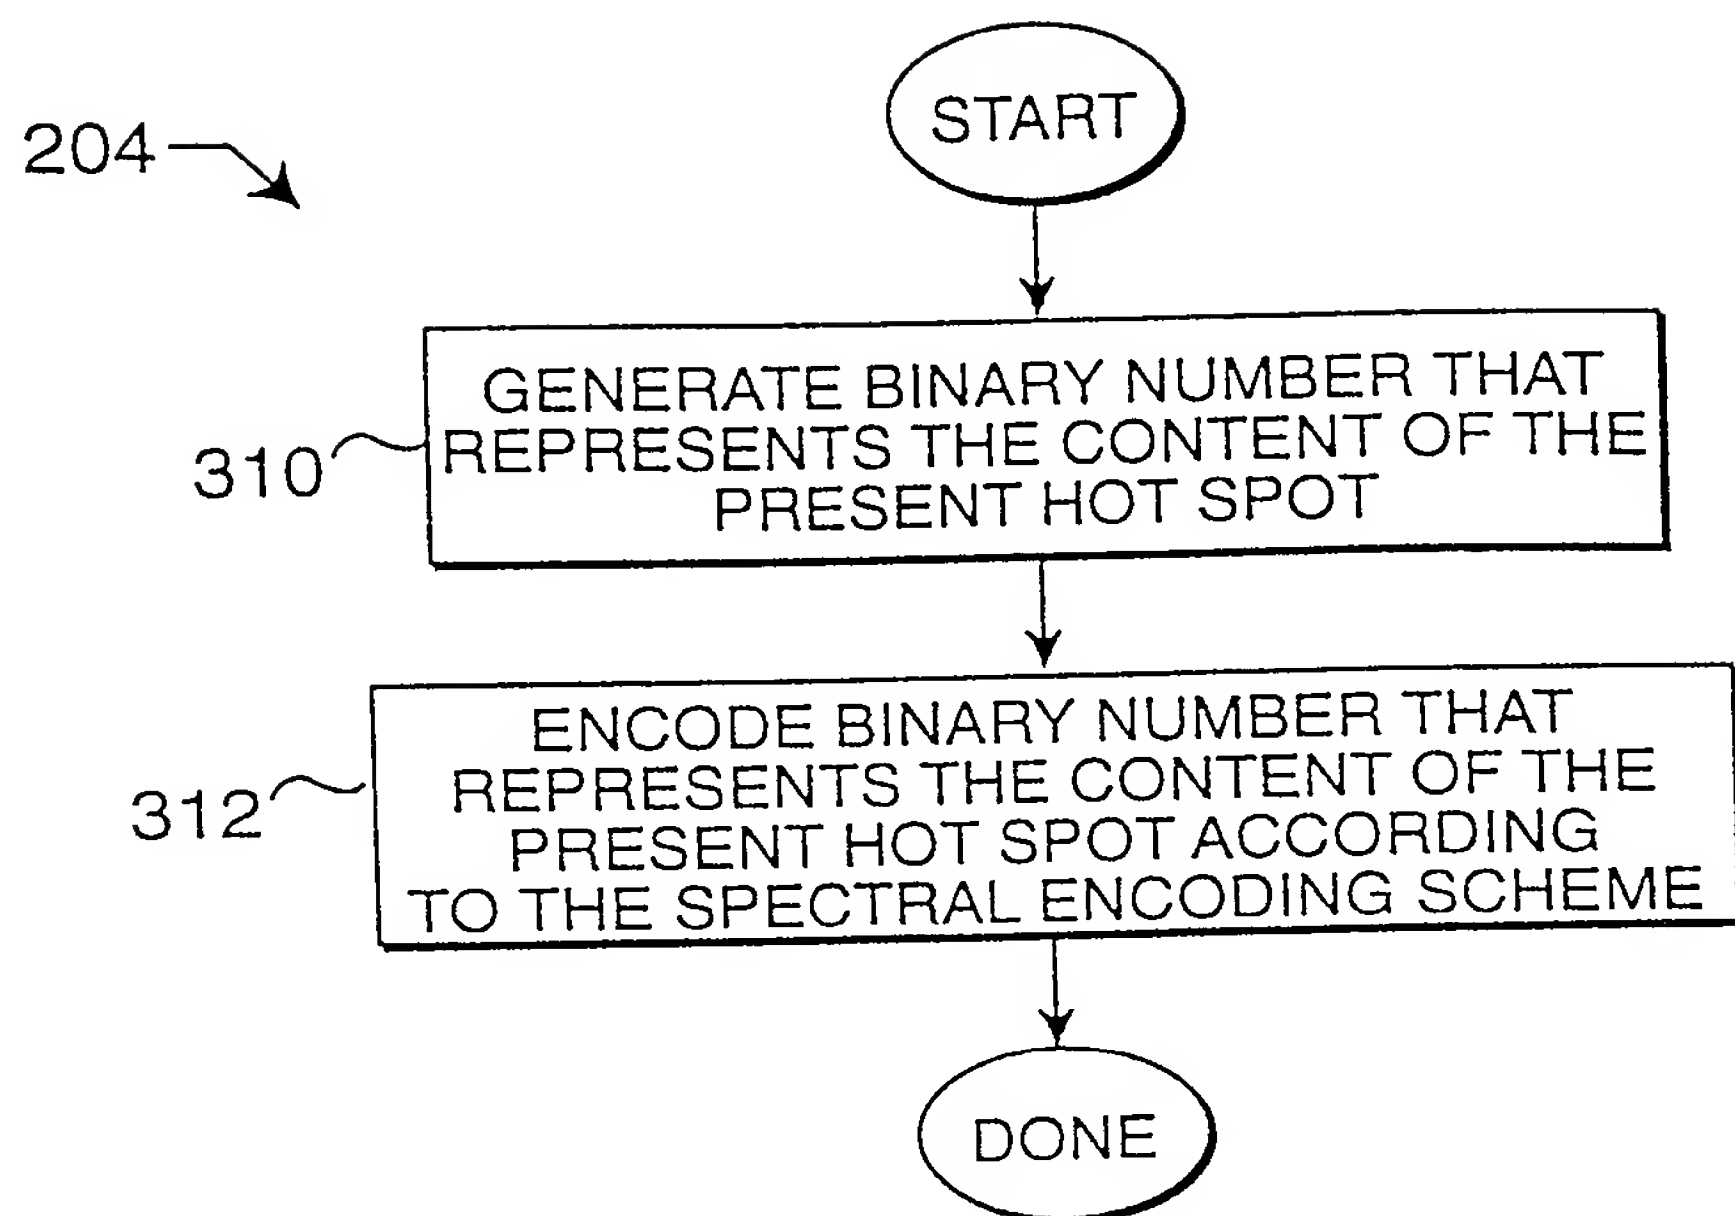 START
204
GENERATE BINARY NUMBER THAT
REPRESENTS THE CONTENT OF THE
PRESENT HOT SPOT
310
ENCODE BINARY NUMBER THAT
REPRESENTS THE CONTENT OF THE
PRESENT HOT SPOT ACCORDING
TO THE SPECTRAL ENCODING SCHEME
312
DONE